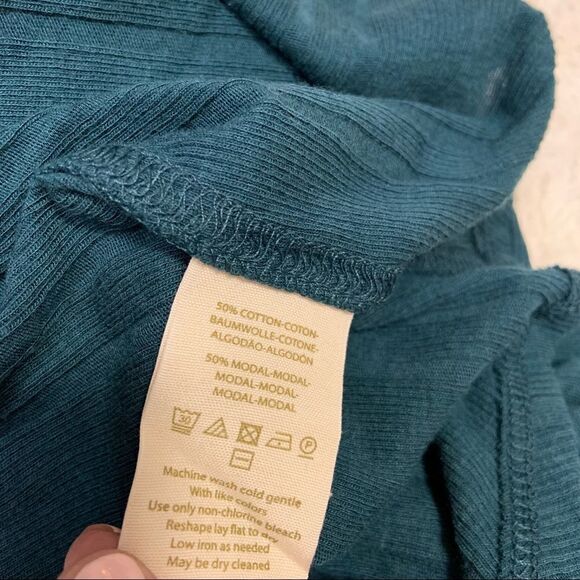 50% COTTON-COTON-
BAUMWOLLE-COTONE-
ALGODÃO-ALGODÓN
50% MODAL-MODAL-
MODAL-MODAL-
MODAL-MODAL
30
P
Machine wash cold gentle
With like colors
Use only non-chlorine bleach
Reshape lay flat to dry
Low iron as needed
May be dry cleaned